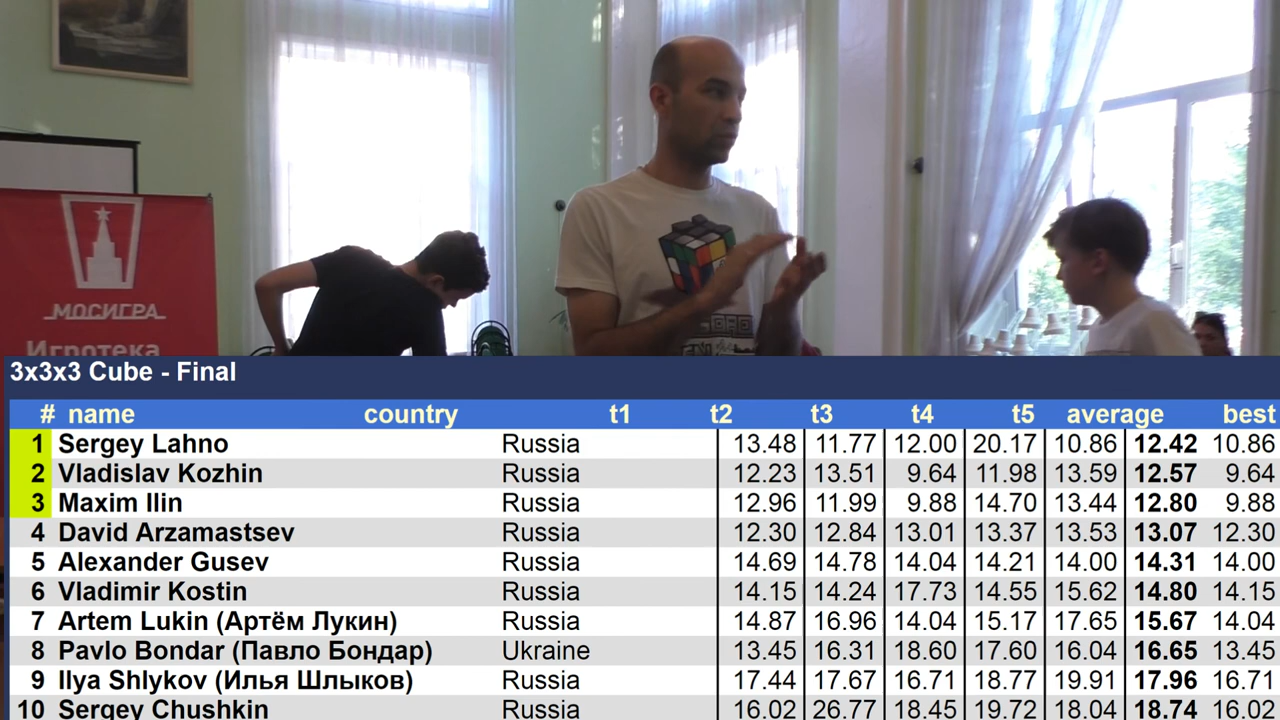 МОСИГРА
Игротека
3x3x3 Cube - Final
# name country t1 t2 t3 t4 t5 average best
1 Sergey Lahno Russia 13.48 11.77 12.00 20.17 10.86 12.42 10.86
2 Vladislav Kozhin Russia 12.23 13.51 9.64 11.98 13.59 12.57 9.64
3 Maxim Ilin Russia 12.96 11.99 9.88 14.70 13.44 12.80 9.88
4 David Arzamastsev Russia 12.30 12.84 13.01 13.37 13.53 13.07 12.30
5 Alexander Gusev Russia 14.69 14.78 14.04 14.21 14.00 14.31 14.00
6 Vladimir Kostin Russia 14.15 14.24 17.73 14.55 15.62 14.80 14.15
7 Artem Lukin (Артём Лукин) Russia 14.87 16.96 14.04 15.17 17.65 15.67 14.04
8 Pavlo Bondar (Павло Бондар) Ukraine 13.45 16.31 18.60 17.60 16.04 16.65 13.45
9 Ilya Shlykov (Илья Шлыков) Russia 17.44 17.67 16.71 18.77 19.91 17.96 16.71
10 Sergey Chushkin Russia 16.02 26.77 18.45 19.72 18.04 18.74 16.02